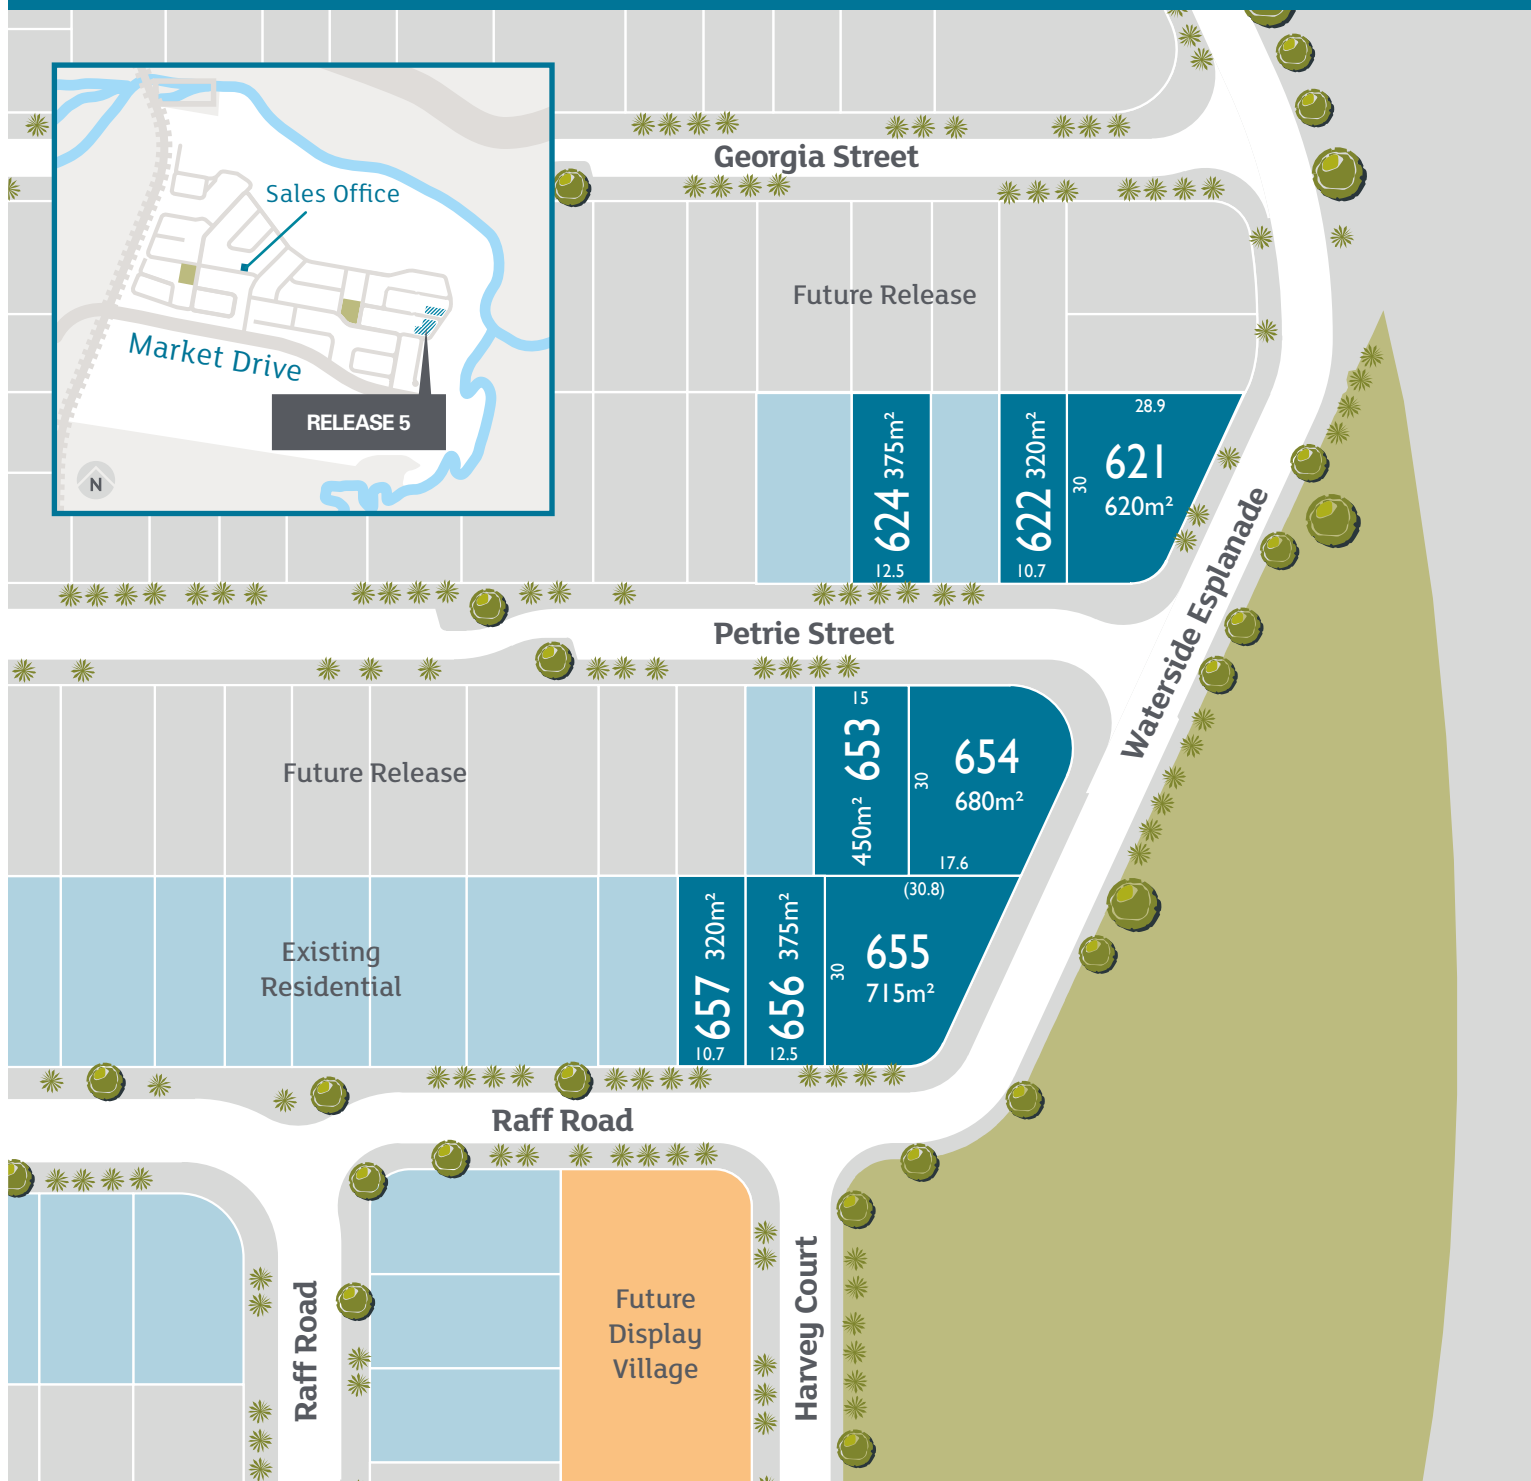 Georgia Street
Sales Office
Market Drive
RELEASE 5
N
Future Release
624 375m²
12.5
622 320m²
10.7
28.9
30
621
620m²
Waterside Esplanade
Petrie Street
Future Release
15
450m² 653
30
654
680m²
17.6
Existing
Residential
657 320m²
10.7
656 375m²
12.5
(30.8)
30
655
715m²
Raff Road
Raff Road
Future
Display
Village
Harvey Court